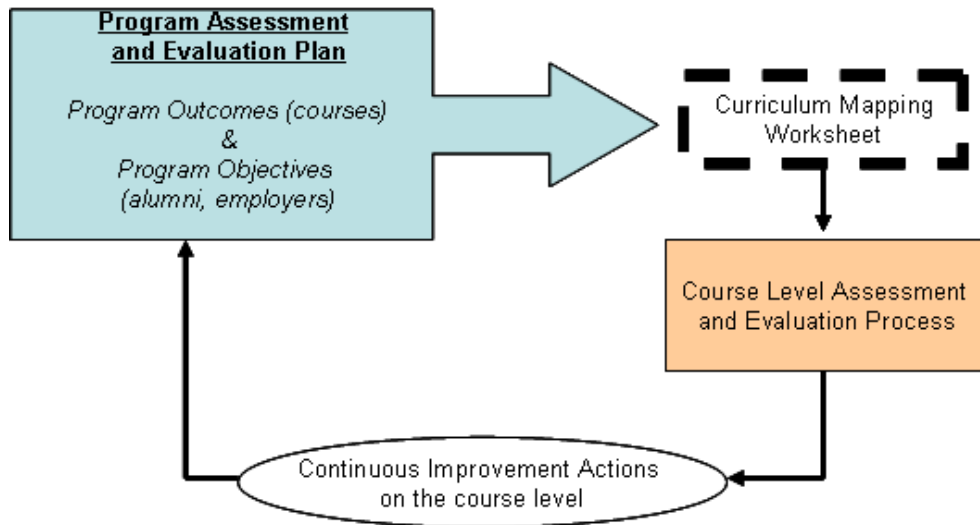 Program Assessment
and Evaluation Plan
Program Outcomes (courses)
&
Program Objectives
(alumni, employers)
Curriculum Mapping
Worksheet
Course Level Assessment
and Evaluation Process
Continuous Improvement Actions
on the course level